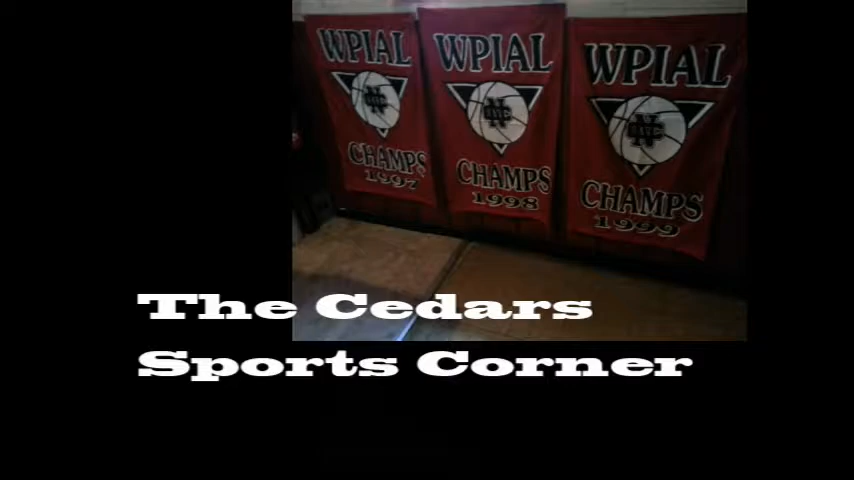 WPIAL
CHAMPS
1997
WPIAL
CHAMPS
1998
WPIAL
CHAMPS
1999
The Cedars
Sports Corner